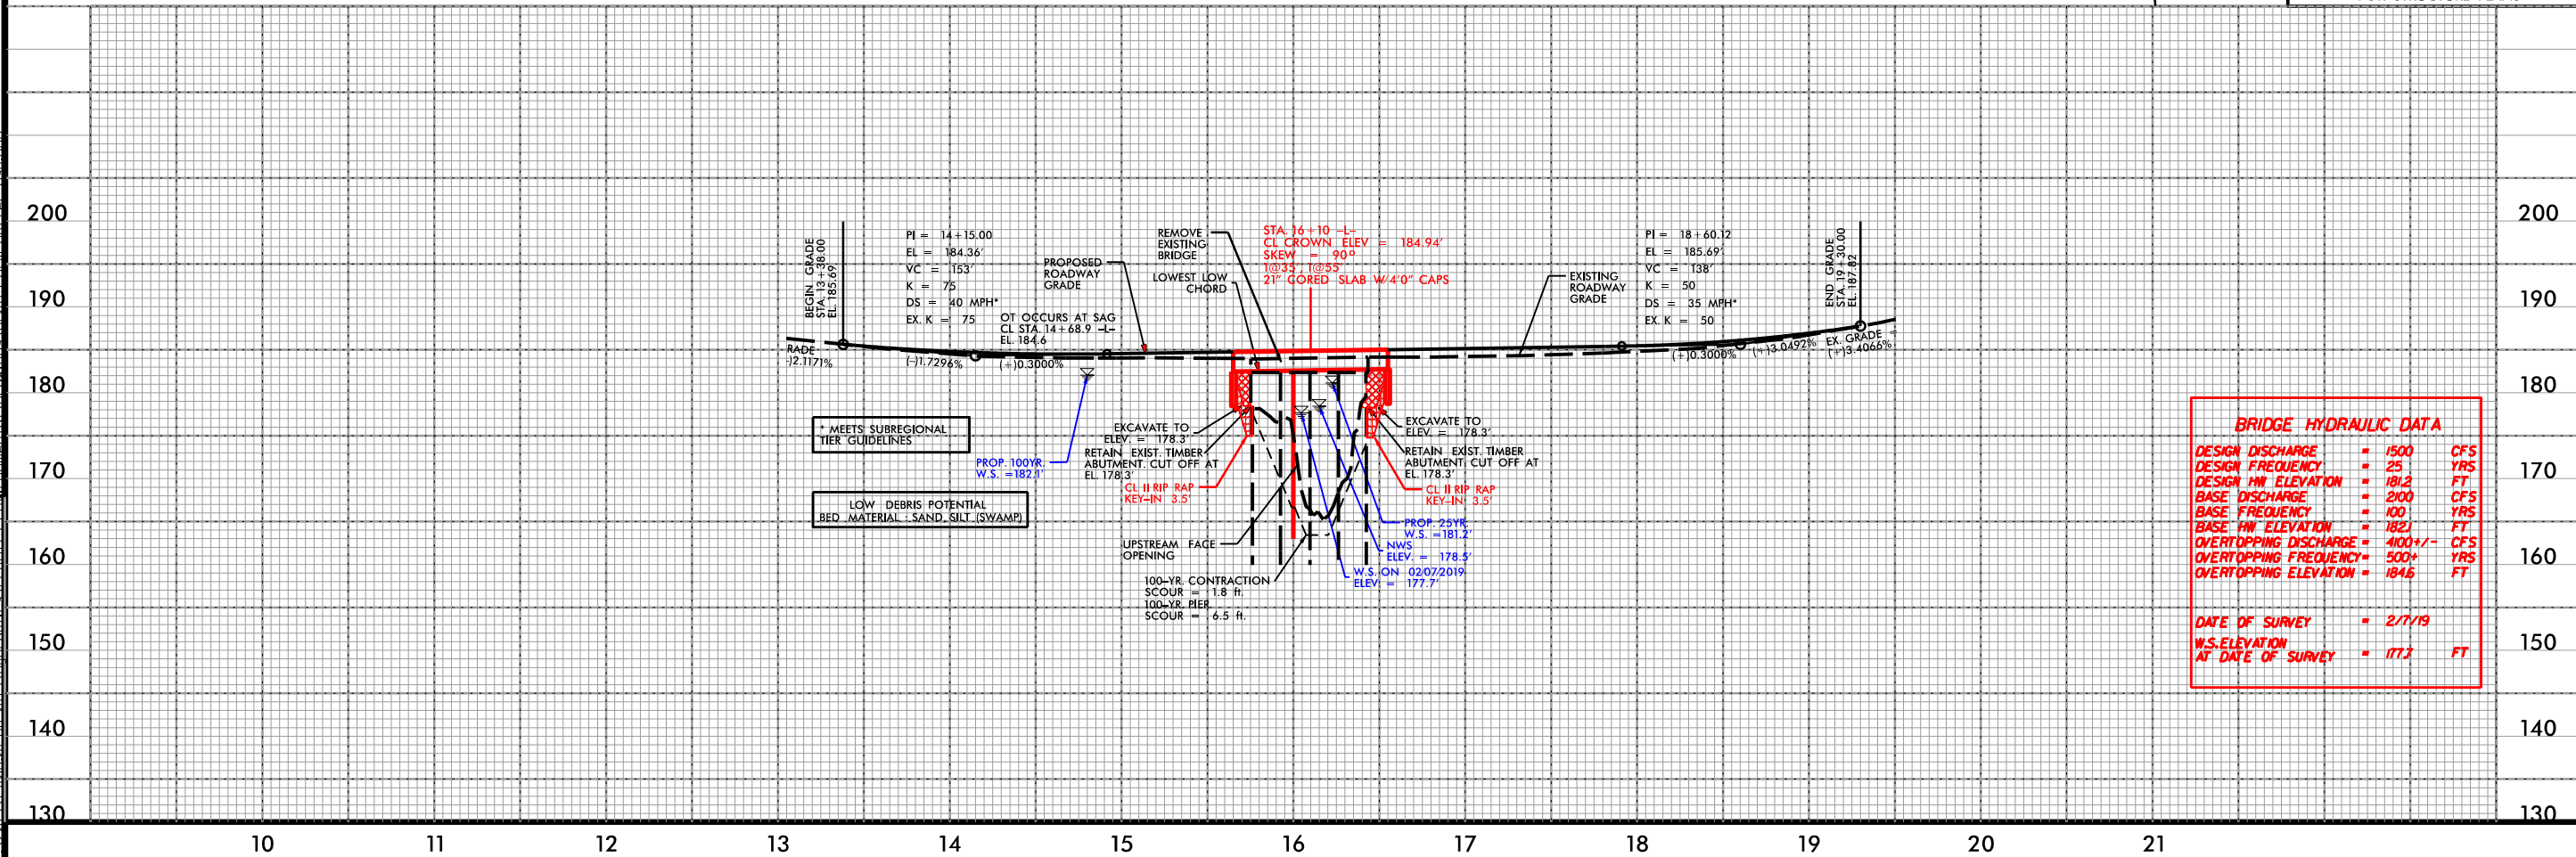 200
190
180
170
160
150
140
130
BEGIN GRADE
STA. 13+38.00
EL. 185.69'
PI = 14+15.00
EL = 184.36'
VC = 153'
K = 75
DS = 40 MPH*
EX. K = 75
OT OCCURS AT SAG
CL STA. 14+68.9 -L-
EL. 184.6
PROPOSED
ROADWAY
GRADE
REMOVE
EXISTING
BRIDGE
LOWEST LOW
CHORD
STA. 16+10 -L-
CL CROWN ELEV = 184.94'
SKEW = 90°
1@35', 1@55'
21" CORED SLAB W/4'0" CAPS
EXISTING
ROADWAY
GRADE
PI = 18+60.12
EL = 185.69'
VC = 138'
K = 50
DS = 35 MPH*
EX. K = 50
END GRADE
STA. 19+30.00
EL. 187.82
RADE
-)2.1171%
(-)1.7296%
(+)0.3000%
(+)0.3000%
(+)3.0492%
EX. GRADE =
(+)3.4066%
* MEETS SUBREGIONAL
TIER GUIDELINES
PROP. 100YR.
W.S. =182.1'
LOW DEBRIS POTENTIAL
BED MATERIAL : SAND, SILT (SWAMP)
EXCAVATE TO
ELEV. = 178.3'
RETAIN EXIST. TIMBER
ABUTMENT. CUT OFF AT
EL. 178.3'
CL II RIP RAP
KEY-IN 3.5'
UPSTREAM FACE
OPENING
100-YR. CONTRACTION
SCOUR = 1.8 ft.
100-YR. PIER
SCOUR = 6.5 ft.
EXCAVATE TO
ELEV. = 178.3'
RETAIN EXIST. TIMBER
ABUTMENT. CUT OFF AT
EL. 178.3'
CL II RIP RAP
KEY-IN 3.5'
PROP. 25YR.
W.S. =181.2'
NWS
ELEV. = 178.5'
W.S. ON 02/07/2019
ELEV. = 177.7'
BRIDGE HYDRAULIC DATA
DESIGN DISCHARGE = 1500 CFS
DESIGN FREQUENCY = 25 YRS
DESIGN HW ELEVATION = 181.2 FT
BASE DISCHARGE = 2100 CFS
BASE FREQUENCY = 100 YRS
BASE HW ELEVATION = 182.1 FT
OVERTOPPING DISCHARGE = 4100+/- CFS
OVERTOPPING FREQUENCY = 500+ YRS
OVERTOPPING ELEVATION = 184.6 FT
DATE OF SURVEY = 2/7/19
W.S. ELEVATION
AT DATE OF SURVEY = 177.7 FT
200
190
180
170
160
150
140
130
10 11 12 13 14 15 16 17 18 19 20 21